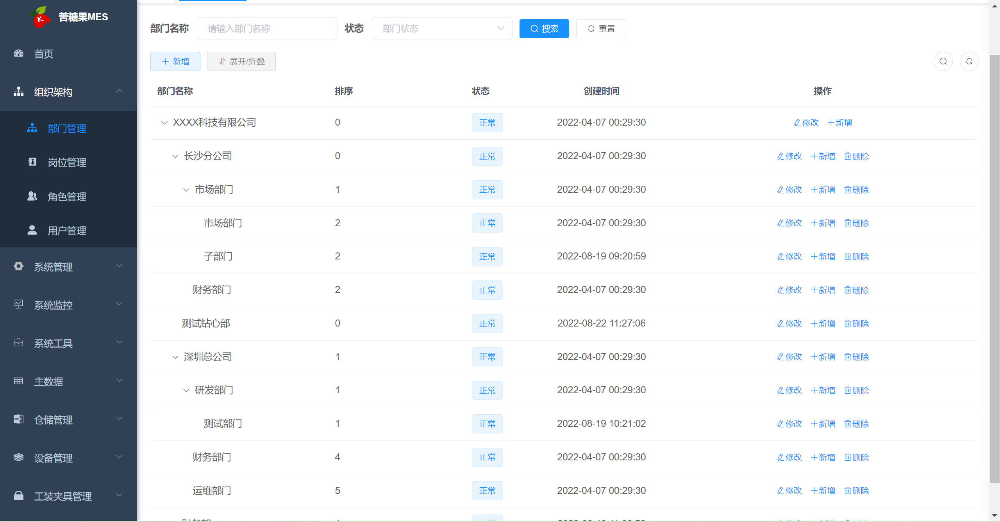 苦糖果MES
首页
组织架构
部门管理
岗位管理
角色管理
用户管理
系统管理
系统监控
系统工具
主数据
仓储管理
设备管理
工装夹具管理
部门名称 请输入部门名称 状态 部门状态 搜索 重置
新增 展开/折叠
部门名称 排序 状态 创建时间 操作
XXXX科技有限公司 0 正常 2022-04-07 00:29:30 修改 新增
长沙分公司 0 正常 2022-04-07 00:29:30 修改 新增 删除
市场部门 1 正常 2022-04-07 00:29:30 修改 新增 删除
市场部门 2 正常 2022-04-07 00:29:30 修改 新增 删除
子部门 2 正常 2022-08-19 09:20:59 修改 新增 删除
财务部门 2 正常 2022-04-07 00:29:30 修改 新增 删除
测试钻心部 0 正常 2022-08-22 11:27:06 修改 新增 删除
深圳总公司 1 正常 2022-04-07 00:29:30 修改 新增 删除
研发部门 1 正常 2022-04-07 00:29:30 修改 新增 删除
测试部门 1 正常 2022-08-19 10:21:02 修改 新增 删除
财务部门 4 正常 2022-04-07 00:29:30 修改 新增 删除
运维部门 5 正常 2022-04-07 00:29:30 修改 新增 删除